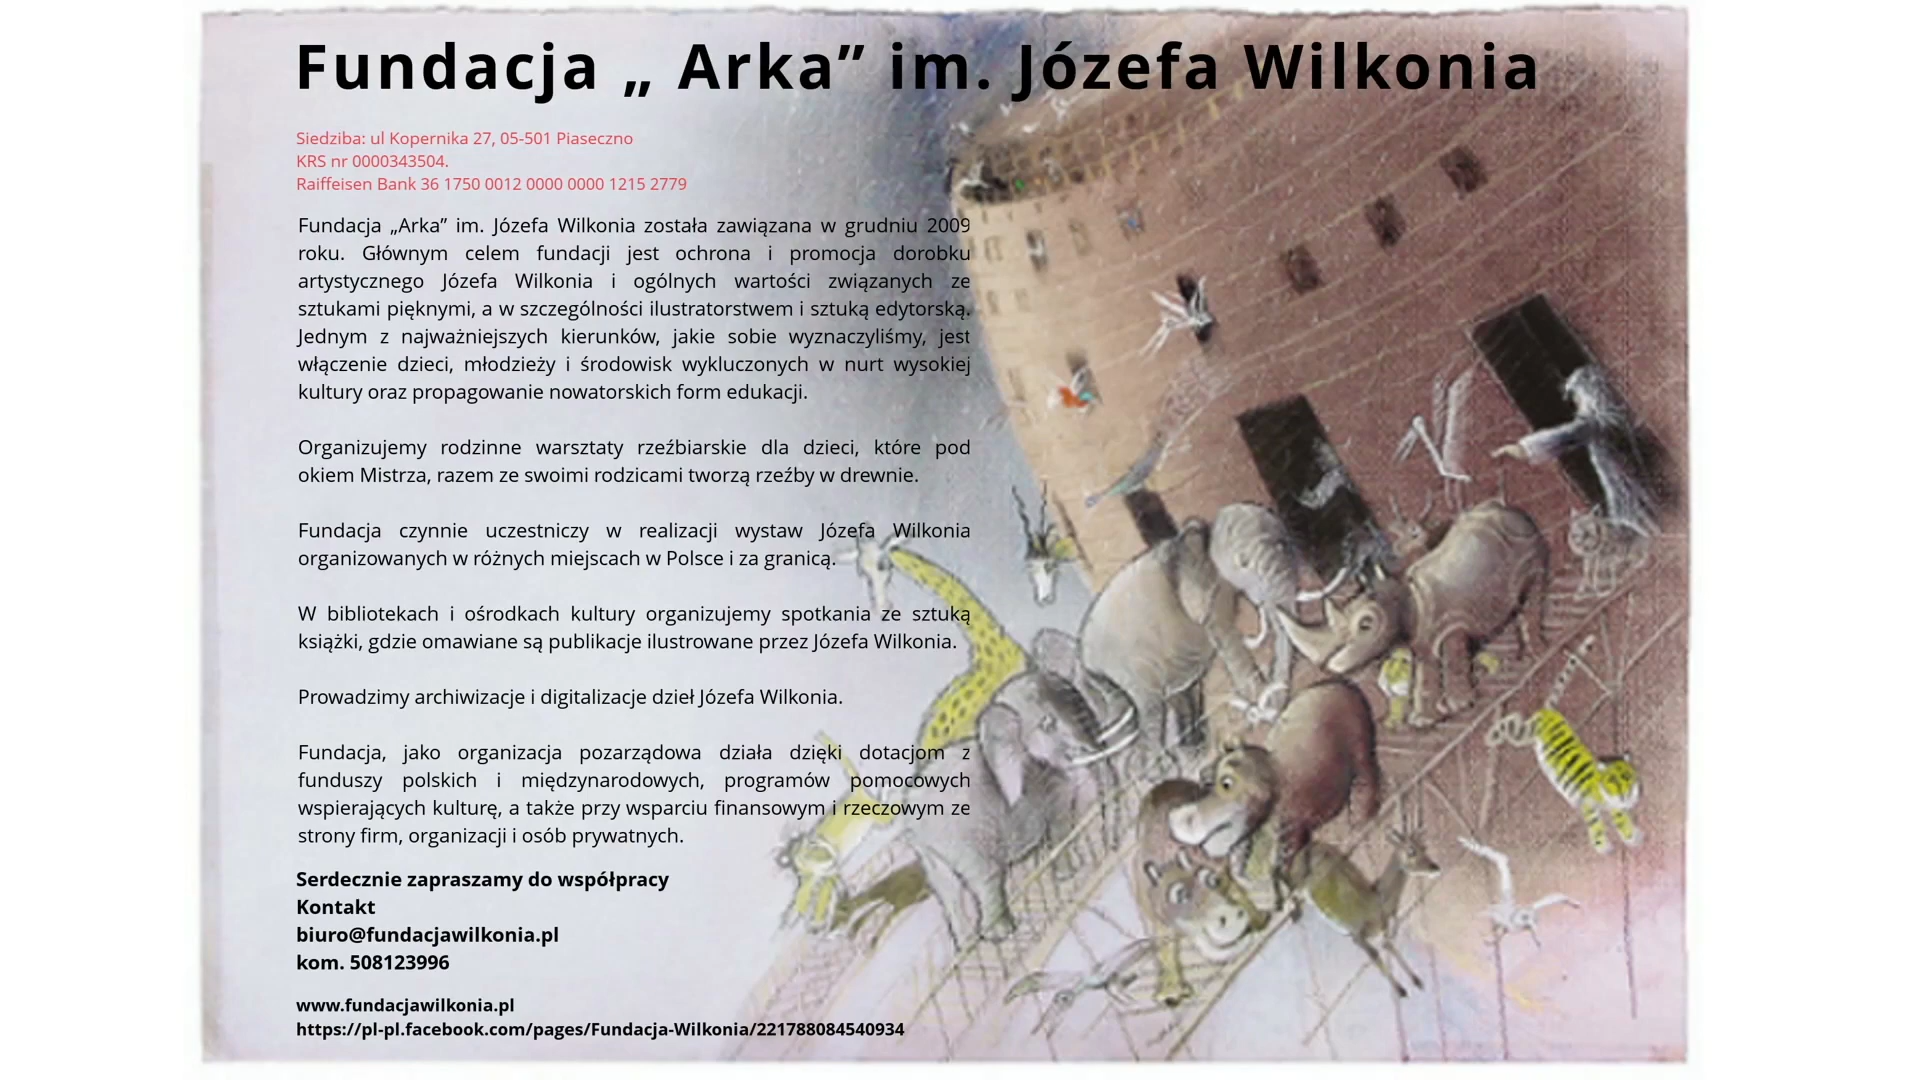 Fundacja „ Arka” im. Józefa Wilkonia
Siedziba: ul Kopernika 27, 05-501 Piaseczno
KRS nr 0000343504.
Raiffeisen Bank 36 1750 0012 0000 0000 1215 2779
Fundacja „Arka” im. Józefa Wilkonia została zawiązana w grudniu 2009
roku. Głównym celem fundacji jest ochrona i promocja dorobku
artystycznego Józefa Wilkonia i ogólnych wartości związanych ze
sztukami pięknymi, a w szczególności ilustratorstwem i sztuką edytorską.
Jednym z najważniejszych kierunków, jakie sobie wyznaczyliśmy, jest
włączenie dzieci, młodzieży i środowisk wykluczonych w nurt wysokiej
kultury oraz propagowanie nowatorskich form edukacji.
Organizujemy rodzinne warsztaty rzeźbiarskie dla dzieci, które pod
okiem Mistrza, razem ze swoimi rodzicami tworzą rzeźby w drewnie.
Fundacja czynnie uczestniczy w realizacji wystaw Józefa Wilkonia
organizowanych w różnych miejscach w Polsce i za granicą.
W bibliotekach i ośrodkach kultury organizujemy spotkania ze sztuką
książki, gdzie omawiane są publikacje ilustrowane przez Józefa Wilkonia.
Prowadzimy archiwizacje i digitalizacje dzieł Józefa Wilkonia.
Fundacja, jako organizacja pozarządowa działa dzięki dotacjom z
funduszy polskich i międzynarodowych, programów pomocowych
wspierających kulturę, a także przy wsparciu finansowym i rzeczowym ze
strony firm, organizacji i osób prywatnych.
Serdecznie zapraszamy do współpracy
Kontakt
biuro@fundacjawilkonia.pl
kom. 508123996
www.fundacjawilkonia.pl
https://pl-pl.facebook.com/pages/Fundacja-Wilkonia/221788084540934